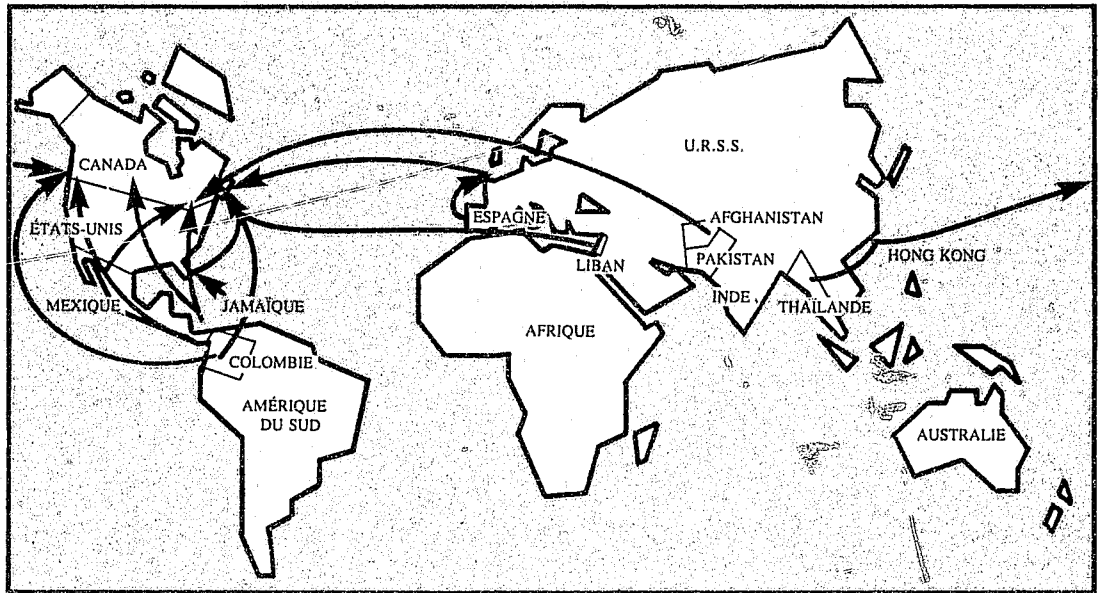 U.R.S.S.
CANADA
ÉTATS-UNIS
ESPAGNE
AFGHANISTAN
LIBAN
PAKISTAN
HONG KONG
MEXIQUE
JAMAÏQUE
INDE
THAÏLANDE
AFRIQUE
COLOMBIE
AMÉRIQUE
DU SUD
AUSTRALIE